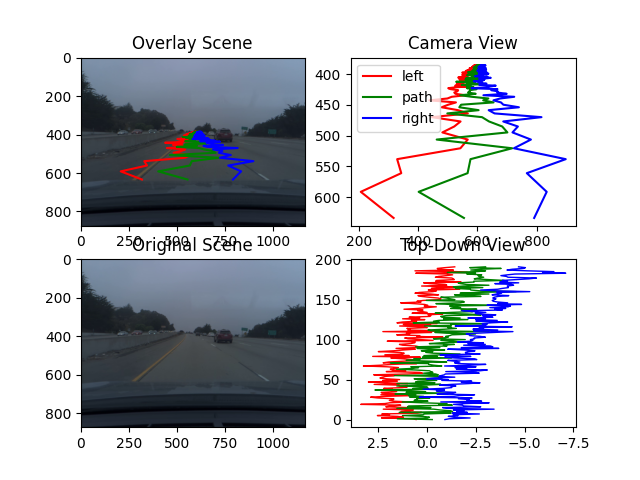 Overlay Scene
0
200
400
600
800
0 250 500 750 1000
Camera View
left
path
right
400
450
500
550
600
200 400 600 800
Original Scene
0
200
400
600
800
0 250 500 750 1000
Top-Down View
200
150
100
50
0
2.5 0.0 −2.5 −5.0 −7.5